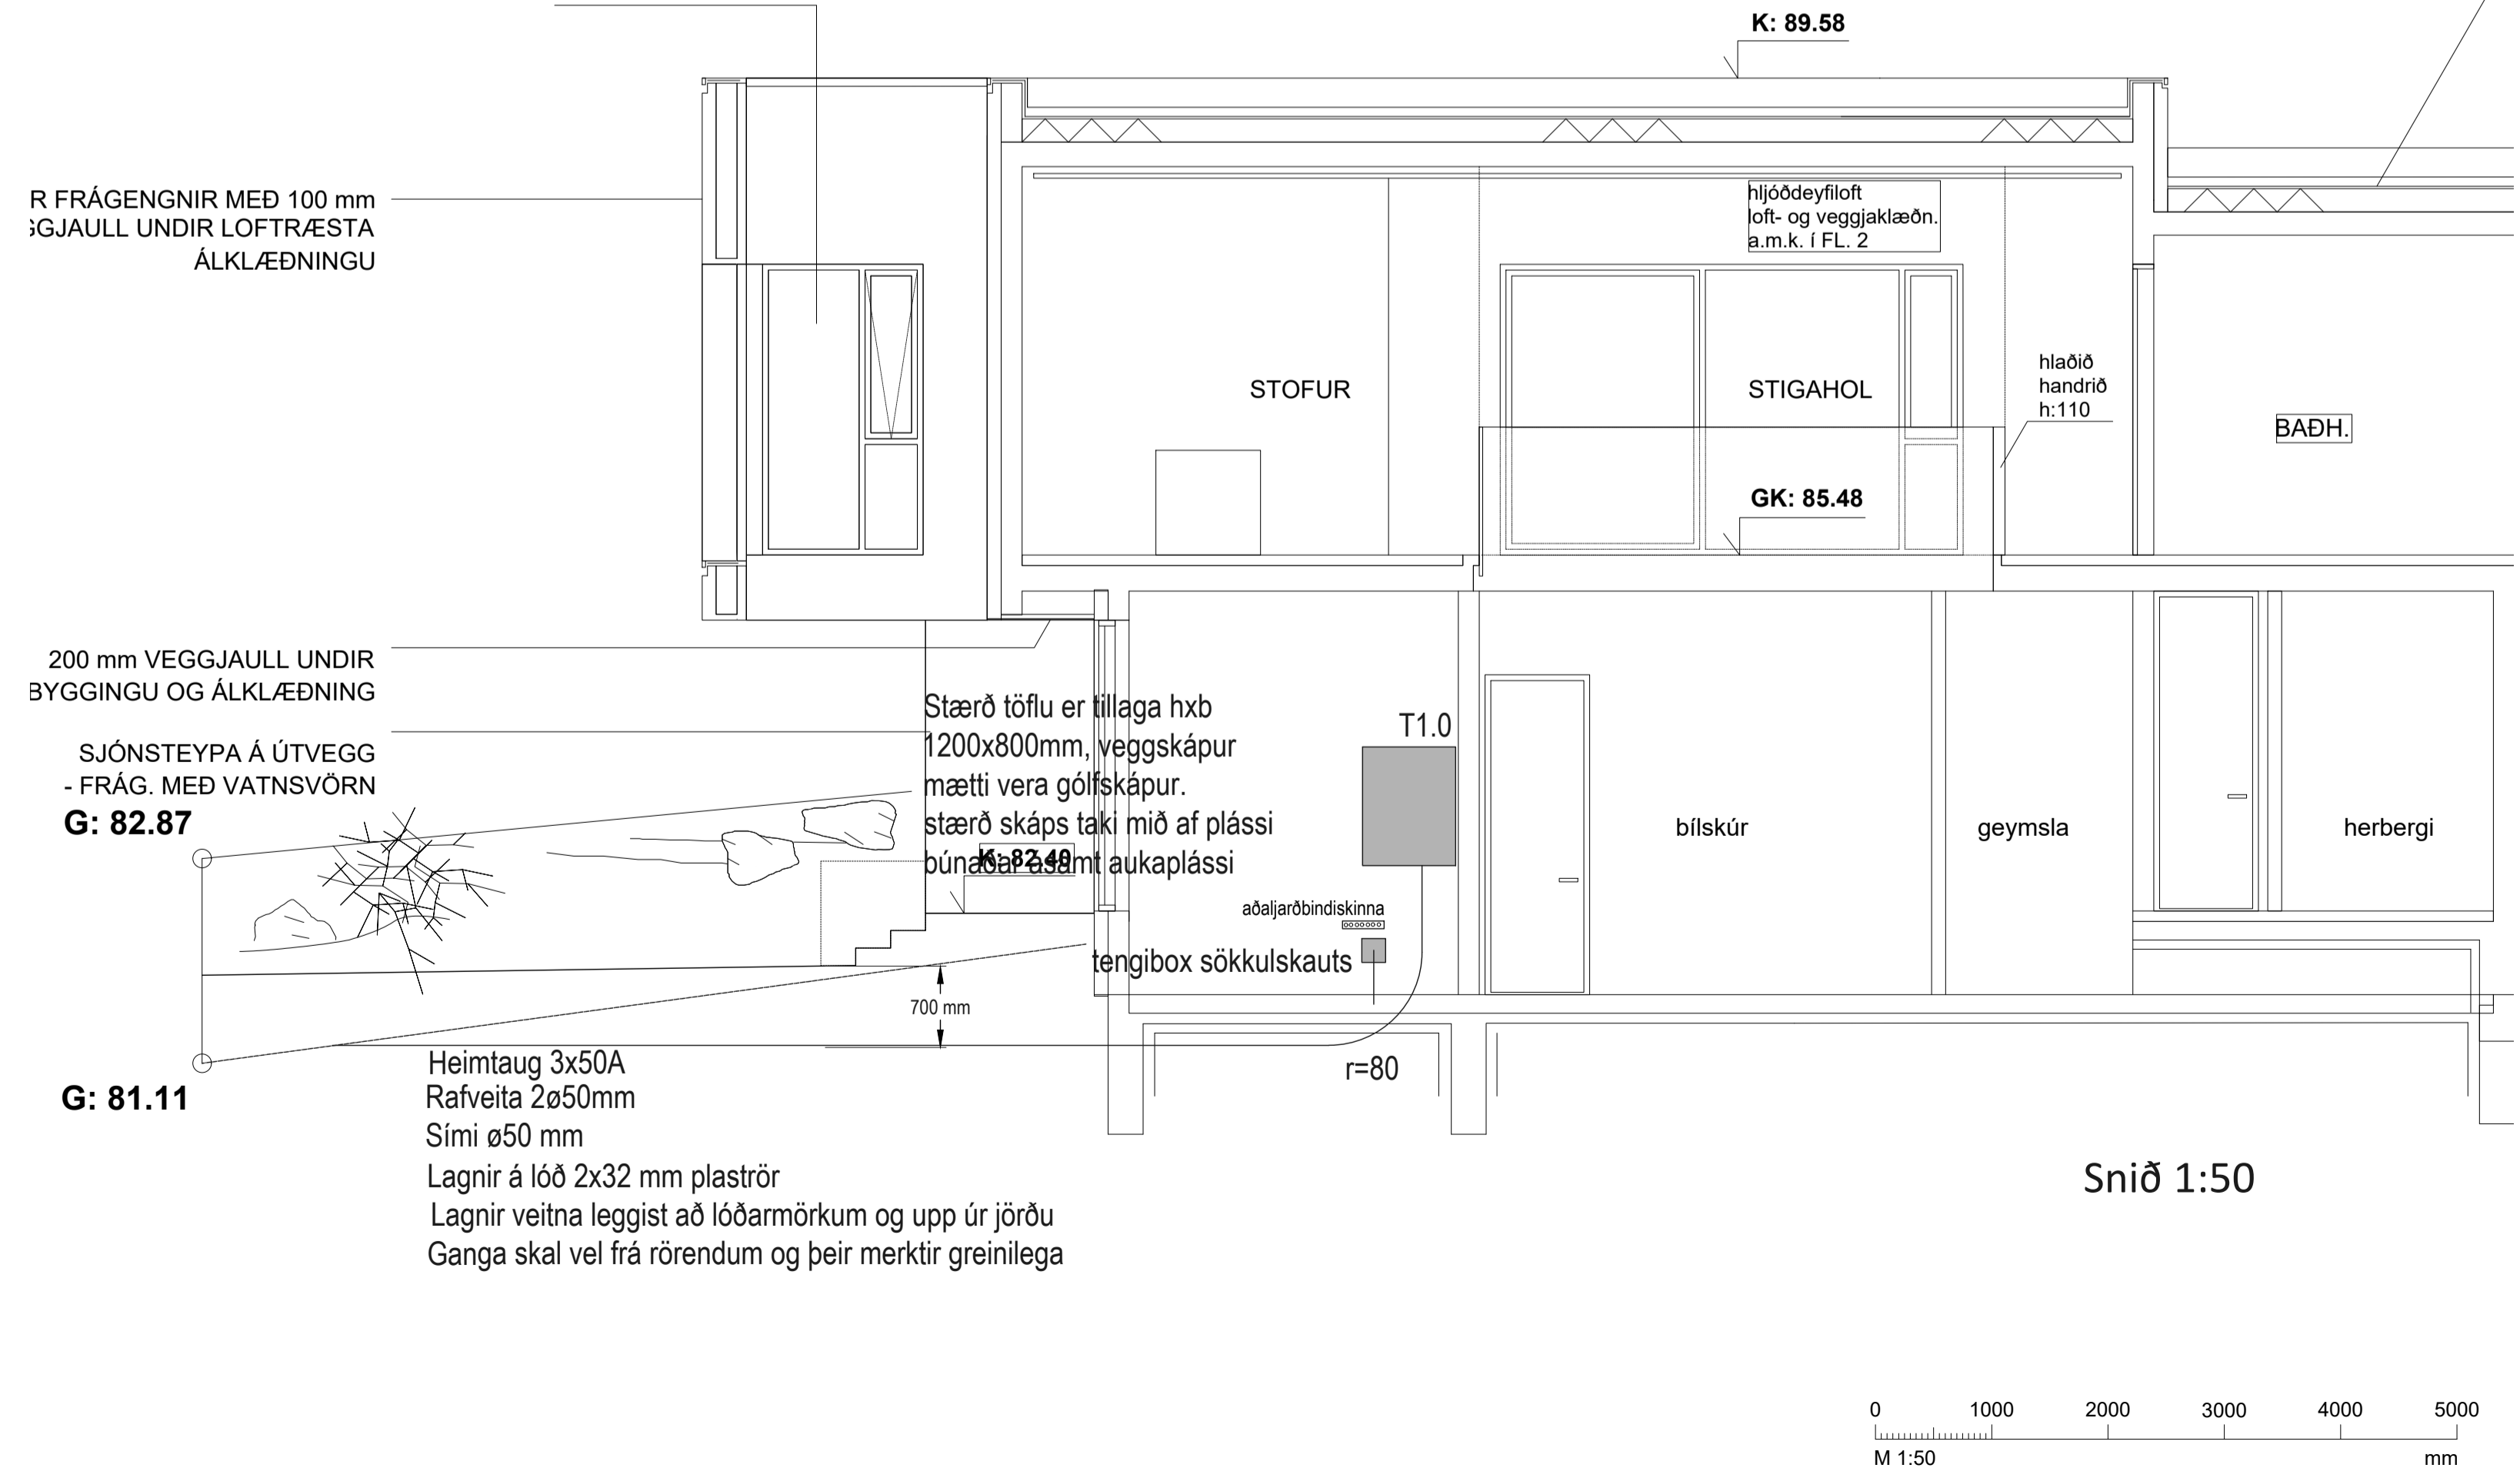 K: 89.58
R FRÁGENGNIR MEÐ 100 mm
GGJAULL UNDIR LOFTRÆSTA
ÁLKLÆÐNINGU
hljóðdeyfiloft
loft- og veggjaklæðn.
a.m.k. í FL. 2
STOFUR
STIGAHOL
hlaðið
handrið
h:110
BAÐH.
GK: 85.48
200 mm VEGGJAULL UNDIR
BYGGINGU OG ÁLKLÆÐNING
SJÓNSTEYPA Á ÚTVEGG
- FRÁG. MEÐ VATNSVÖRN
G: 82.87
Stærð töflu er tillaga hxb
1200x800mm, veggskápur
mætti vera gólfskápur.
stærð skáps taki mið af plássi
búnaðar ásamt aukaplássi
K: 82.40
T1.0
bílskúr
geymsla
herbergi
aðaljarðbindiskinna
tengibox sökkulskauts
700 mm
r=80
G: 81.11
Heimtaug 3x50A
Rafveita 2ø50mm
Sími ø50 mm
Lagnir á lóð 2x32 mm plaströr
Lagnir veitna leggist að lóðarmörkum og upp úr jörðu
Ganga skal vel frá rörendum og þeir merktir greinilega
Snið 1:50
0 1000 2000 3000 4000 5000
M 1:50 mm